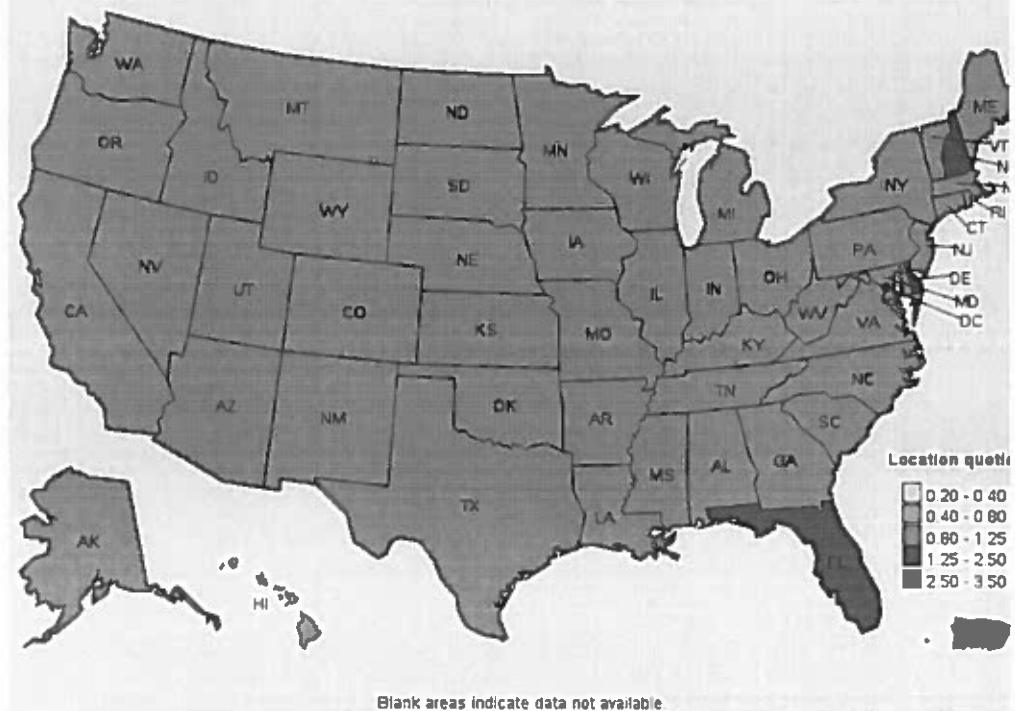 WA
MT
ND
MN
ME
VT
N
OR
ID
SD
WI
MI
NY
RI
CT
WY
IA
PA
NJ
NV
NE
OH
DE
UT
IL
IN
MD
CA
CO
WV
DC
KS
MO
VA
KY
NC
TN
AZ
NM
OK
AR
SC
MS
AL
GA
Location quotie
0.20 - 0.40
TX
LA
0.40 - 0.80
AK
0.80 - 1.25
FL
1.25 - 2.50
2.50 - 3.50
HI
Blank areas indicate data not available.